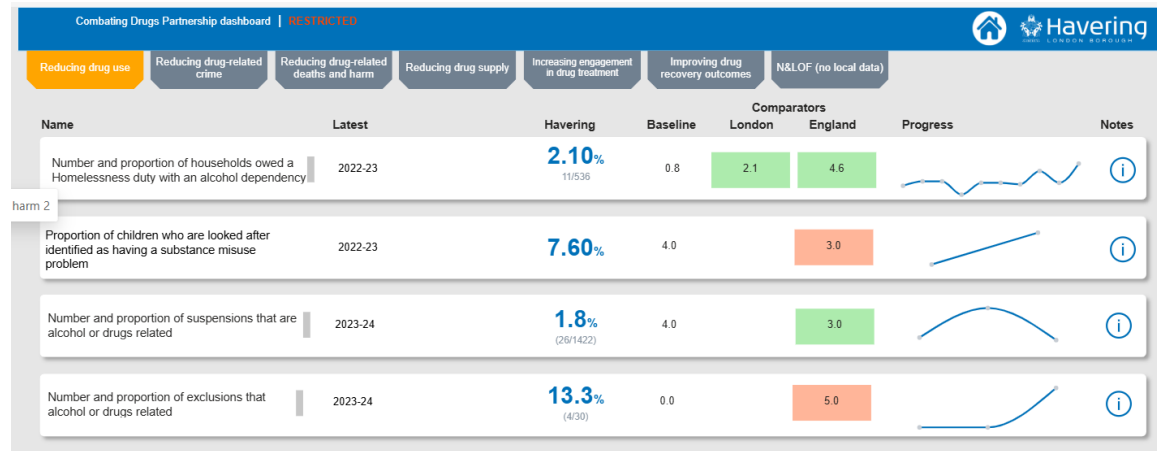 Combating Drugs Partnership dashboard | RESTRICTED
Havering
LONDON BOROUGH
Reducing drug use
Reducing drug-related
crime
Reducing drug-related
deaths and harm
Reducing drug supply
Increasing engagement
in drug treatment
Improving drug
recovery outcomes
N&LOF (no local data)
Comparators
Name Latest Havering Baseline London England Progress Notes
Number and proportion of households owed a
Homelessness duty with an alcohol dependency
2022-23
2.10%
11/536
0.8
2.1
4.6
i
harm 2
Proportion of children who are looked after
identified as having a substance misuse
problem
2022-23
7.60%
4.0
3.0
i
Number and proportion of suspensions that are
alcohol or drugs related
2023-24
1.8%
(26/1422)
4.0
3.0
i
Number and proportion of exclusions that
alcohol or drugs related
2023-24
13.3%
(4/30)
0.0
5.0
i